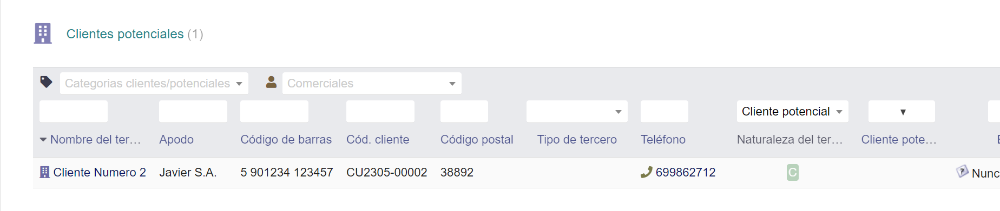 Clientes potenciales (1)
Categorias clientes/potenciales Comerciales
Cliente potencial
Nombre del ter... Apodo Código de barras Cód. cliente Código postal Tipo de tercero Teléfono Naturaleza del ter... Cliente pote...
Cliente Numero 2 Javier S.A. 5 901234 123457 CU2305-00002 38892 699862712 C ? Nunc